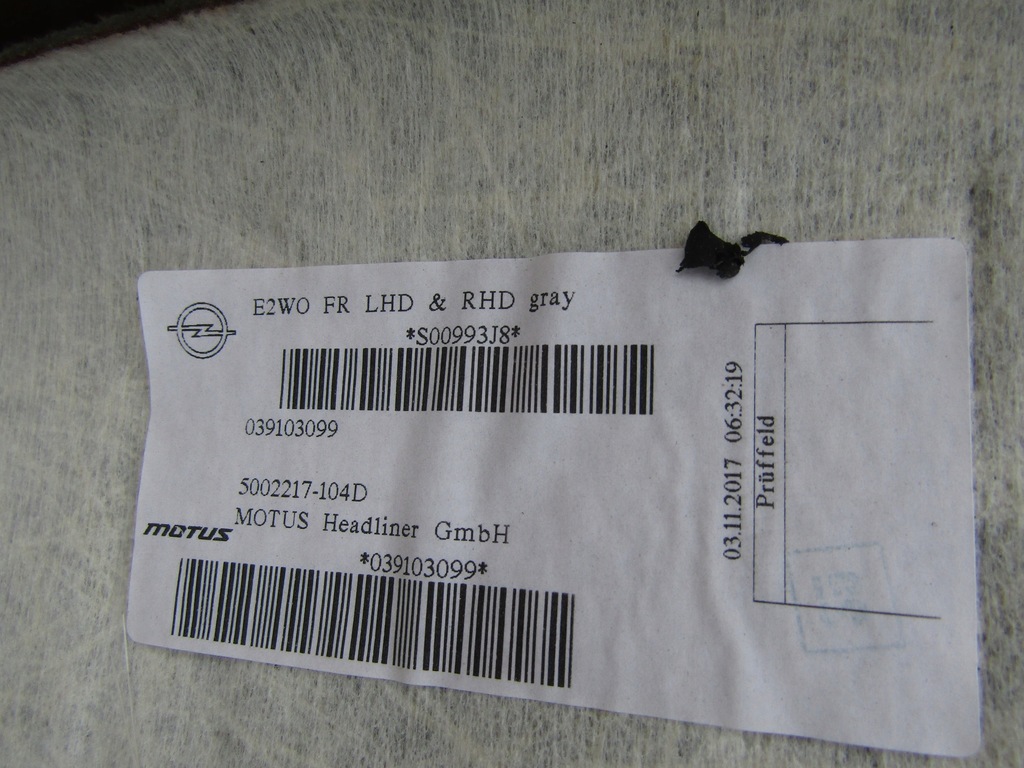 E2WO FR LHD & RHD gray
*S00993J8*
039103099
5002217-104D
MOTUS Headliner GmbH
motus
*039103099*
03.11.2017 06:32:19
Prüffeld